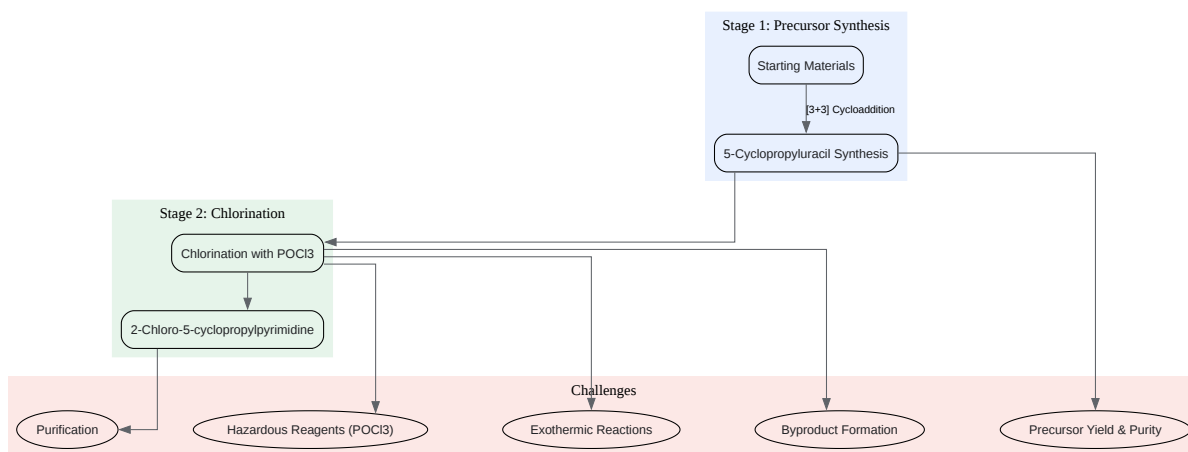 Stage 1: Precursor Synthesis
Starting Materials
[3+3] Cycloaddition
5-Cyclopropyluracil Synthesis
Stage 2: Chlorination
Chlorination with POCl3
2-Chloro-5-cyclopropylpyrimidine
Challenges
Purification
Hazardous Reagents (POCl3)
Exothermic Reactions
Byproduct Formation
Precursor Yield & Purity